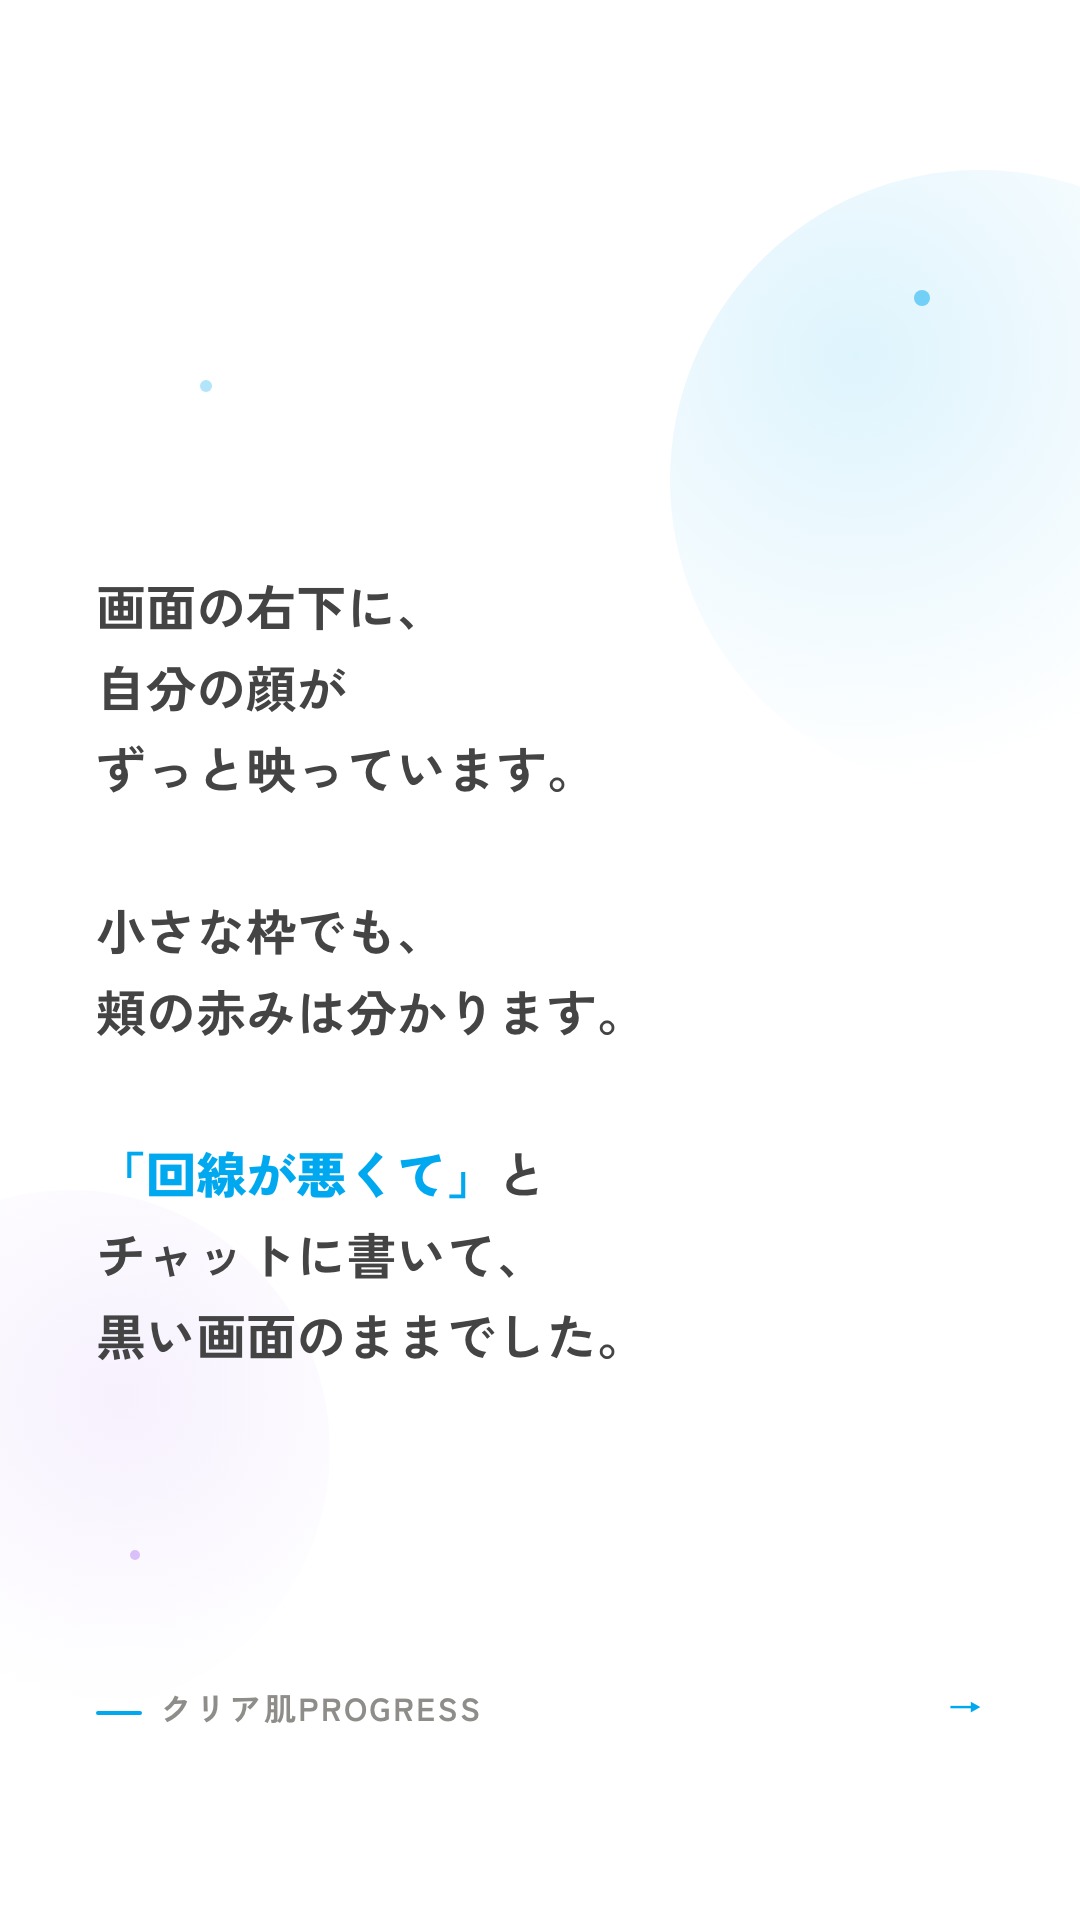 画面の右下に、
自分の顔が
ずっと映っています。
小さな枠でも、
頬の赤みは分かります。
「回線が悪くて」と
チャットに書いて、
黒い画面のままでした。
クリア肌PROGRESS
→